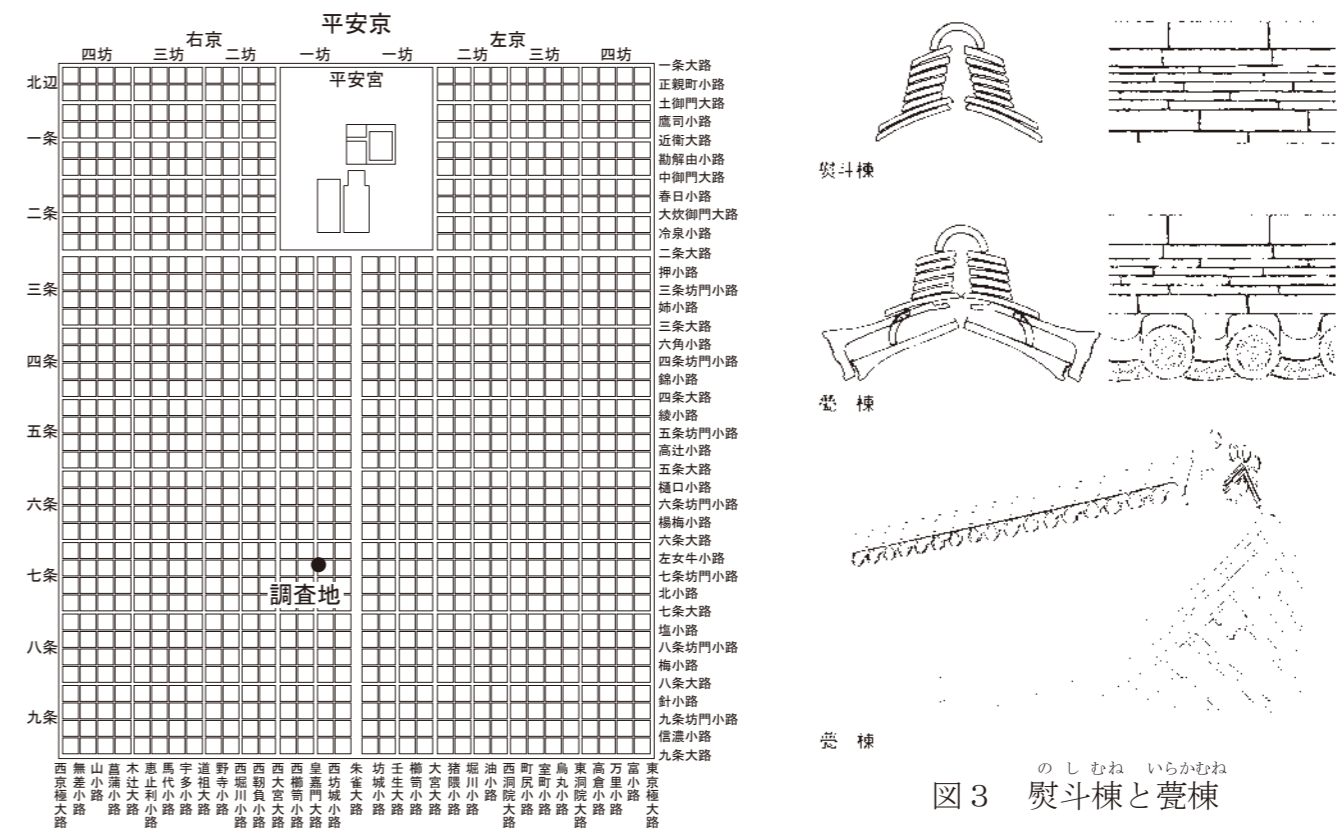 平安京
右京
左京
四坊
三坊
二坊
一坊
一坊
二坊
三坊
四坊
平安宮
北辺
一条
二条
三条
四条
五条
六条
七条
八条
九条
一条大路
正親町小路
土御門大路
鷹司小路
近衛大路
勘解由小路
中御門大路
春日小路
大炊御門大路
冷泉小路
二条大路
押小路
三条坊門小路
姉小路
三条大路
六角小路
四条坊門小路
錦小路
四条大路
綾小路
五条坊門小路
高辻小路
五条大路
樋口小路
六条坊門小路
楊梅小路
六条大路
左女牛小路
七条坊門小路
北小路
七条大路
塩小路
八条坊門小路
梅小路
八条大路
針小路
九条坊門小路
信濃小路
九条大路
調査地
西京極大路
無差小路
山小路
菖蒲小路
木辻大路
恵止利小路
馬代小路
宇多小路
道祖大路
野寺小路
西堀川小路
西靱負小路
西大宮大路
西櫛笥小路
皇嘉門大路
西坊城小路
朱雀大路
坊城小路
壬生大路
櫛笥小路
大宮大路
猪隈小路
堀川小路
油小路
西洞院大路
町尻小路
室町小路
烏丸小路
東洞院大路
高倉小路
万里小路
富小路
東京極大路
熨斗棟
甍 棟
甍 棟
のしむね いらかむね
図3 熨斗棟と甍棟